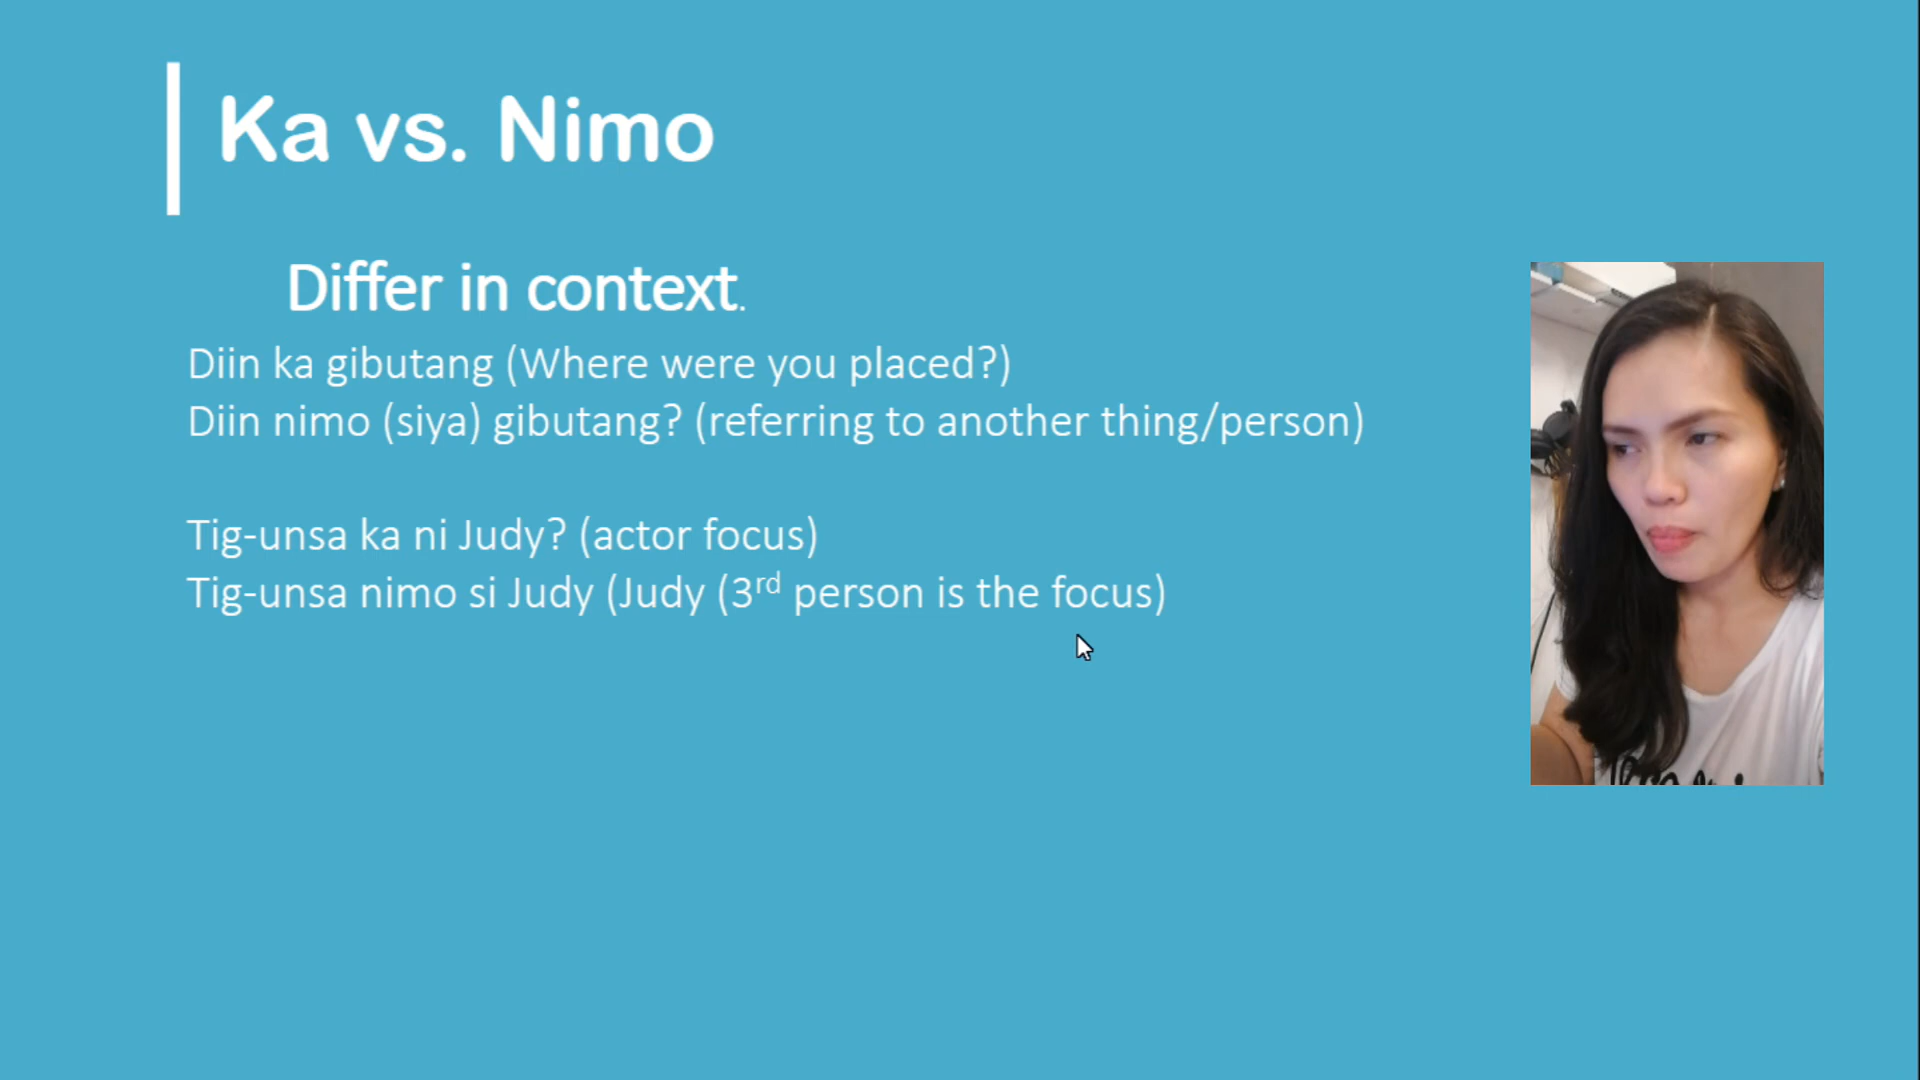 Ka vs. Nimo
Differ in context.
Diin ka gibutang (Where were you placed?)
Diin nimo (siya) gibutang? (referring to another thing/person)
Tig-unsa ka ni Judy? (actor focus)
Tig-unsa nimo si Judy (Judy (3rd person is the focus)